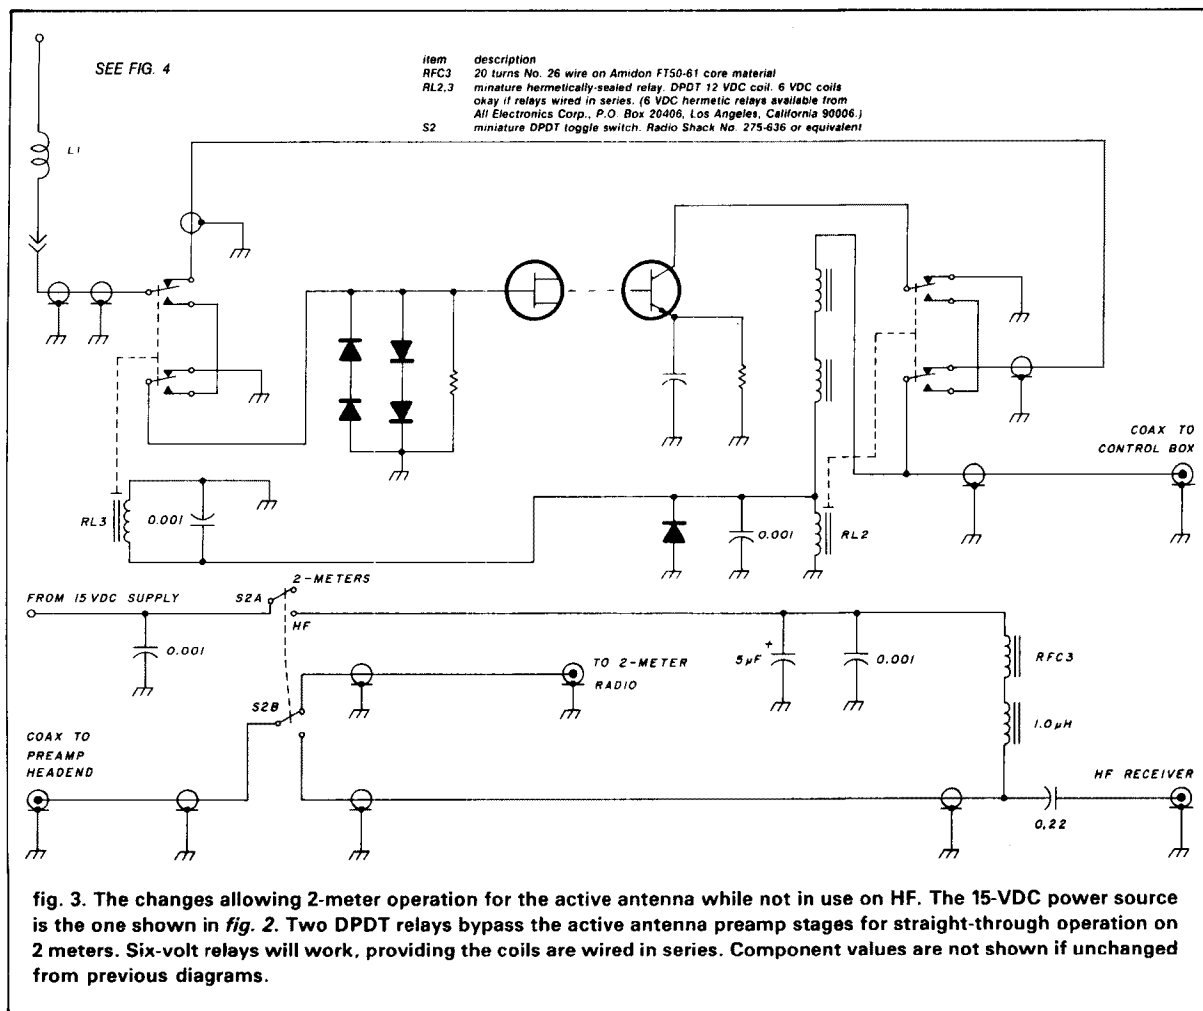 SEE FIG. 4
item description
RFC3 20 turns No. 26 wire on Amidon FT50-61 core material
RL2,3 minature hermetically-sealed relay. DPDT 12 VDC coil. 6 VDC coils
okay if relays wired in series. (6 VDC hermetic relays available from
All Electronics Corp., P.O. Box 20406, Los Angeles, California 90006.)
S2 miniature DPDT toggle switch. Radio Shack No. 275-636 or equivalent
L1
COAX TO
CONTROL BOX
RL3
0.001
0.001
RL2
FROM 15 VDC SUPPLY
S2A
2-METERS
HF
0.001
+
5µF
0.001
RFC3
TO 2-METER
RADIO
S2B
1.0µH
COAX TO
PREAMP
HEADEND
HF RECEIVER
0.22
fig. 3. The changes allowing 2-meter operation for the active antenna while not in use on HF. The 15-VDC power source
is the one shown in fig. 2. Two DPDT relays bypass the active antenna preamp stages for straight-through operation on
2 meters. Six-volt relays will work, providing the coils are wired in series. Component values are not shown if unchanged
from previous diagrams.